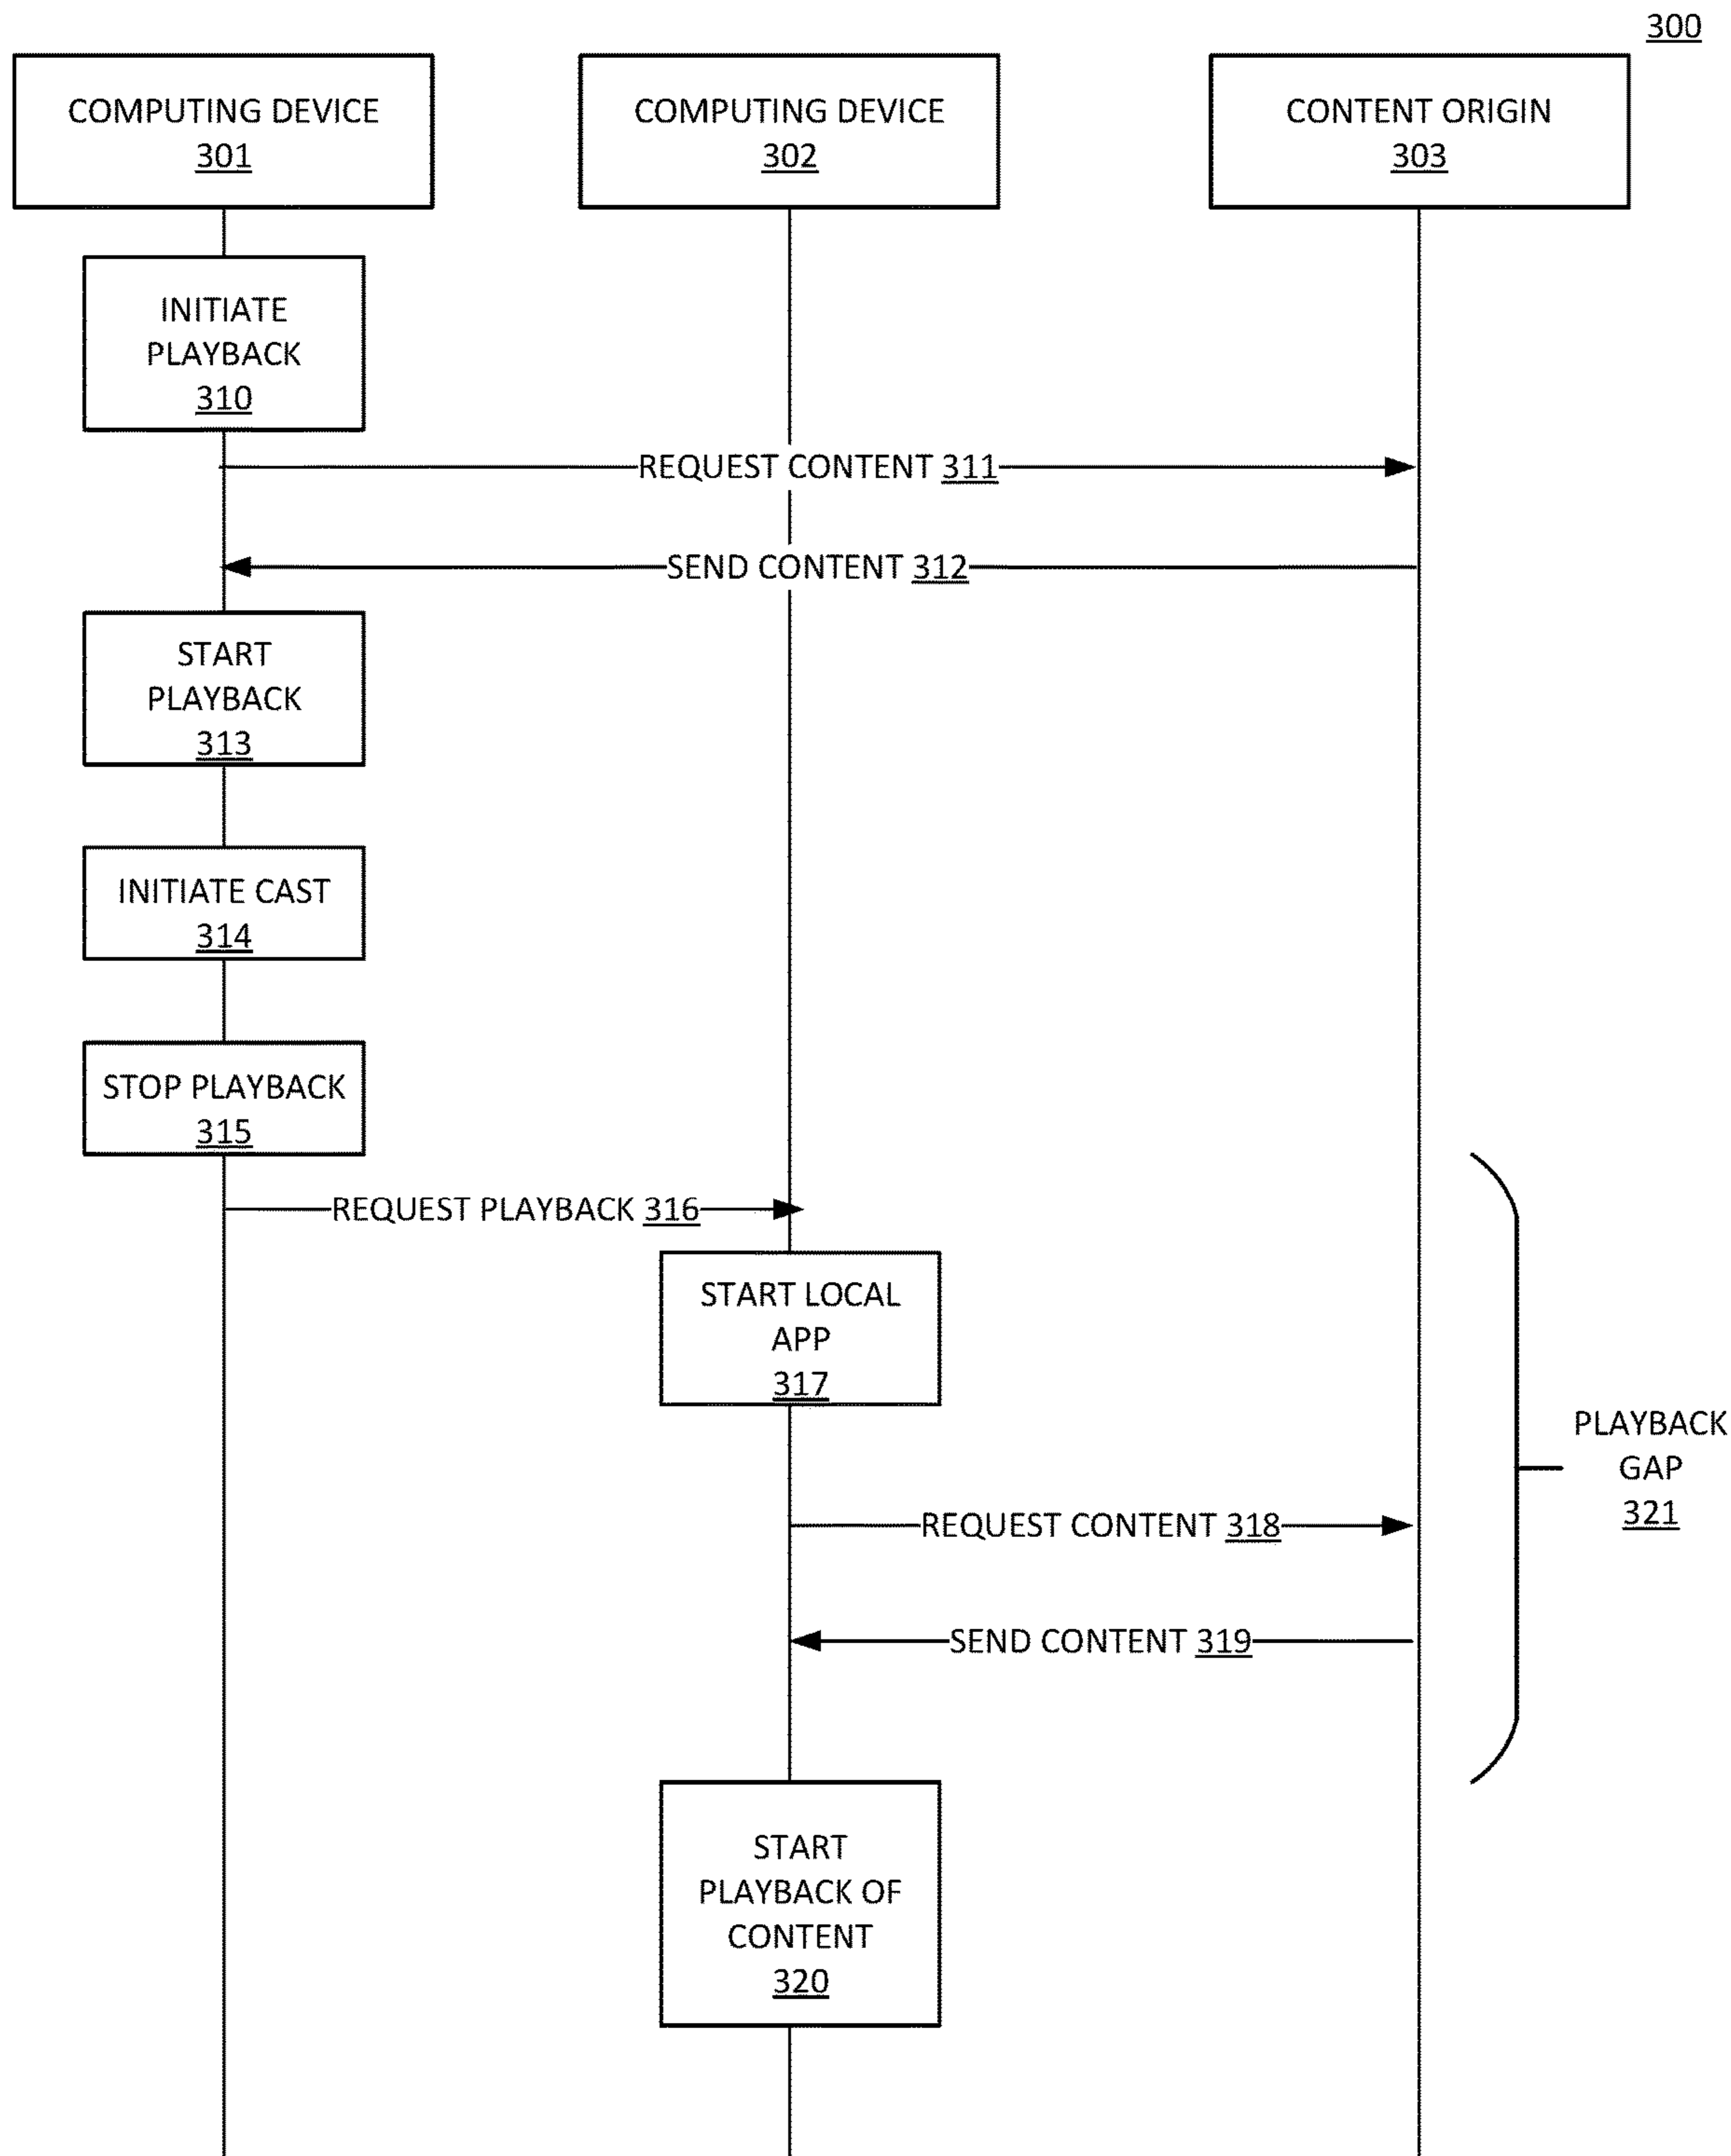 300
COMPUTING DEVICE
301
COMPUTING DEVICE
302
CONTENT ORIGIN
303
INITIATE
PLAYBACK
310
REQUEST CONTENT 311
SEND CONTENT 312
START
PLAYBACK
313
INITIATE CAST
314
STOP PLAYBACK
315
REQUEST PLAYBACK 316
START LOCAL
APP
317
PLAYBACK
GAP
321
REQUEST CONTENT 318
SEND CONTENT 319
START
PLAYBACK OF
CONTENT
320